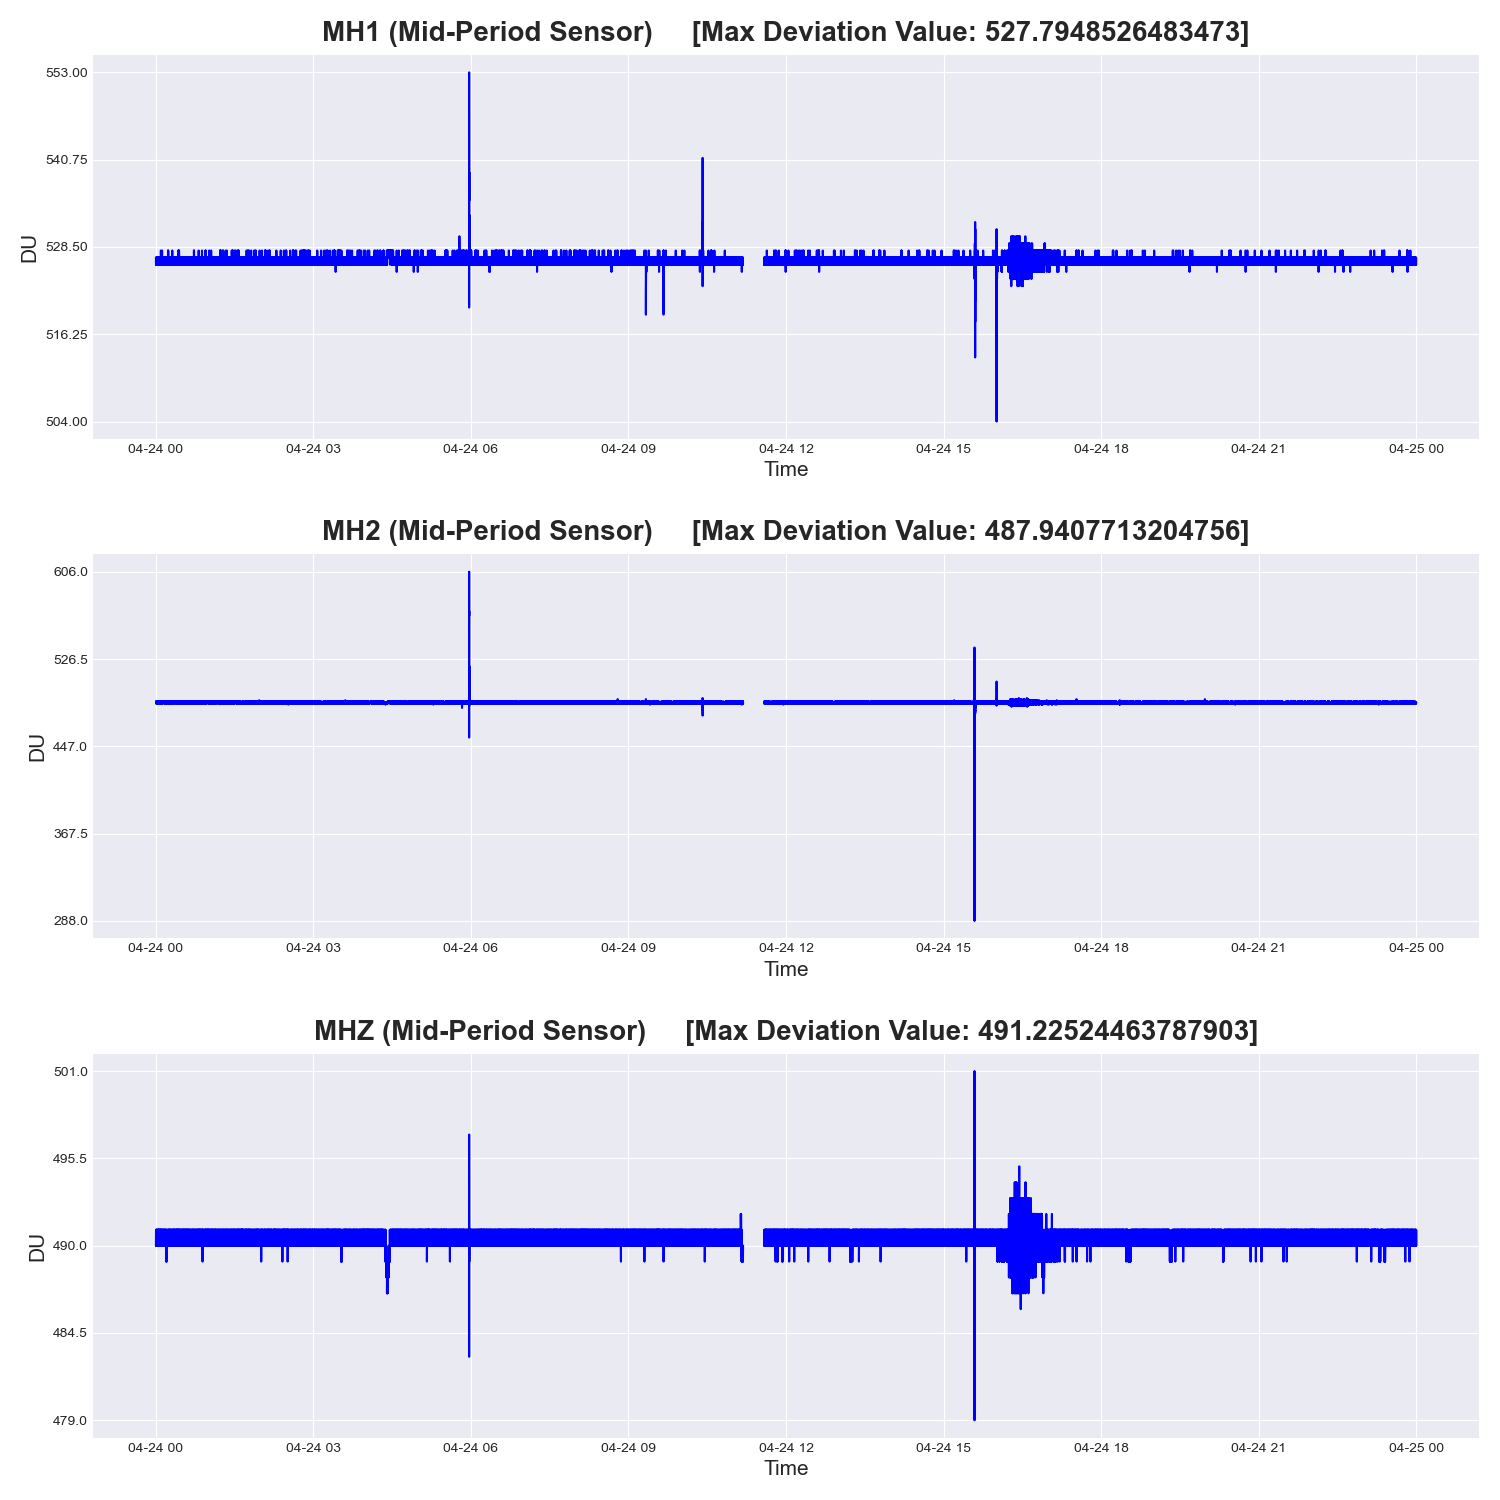 MH1 (Mid-Period Sensor) [Max Deviation Value: 527.7948526483473]
553.00
540.75
528.50
516.25
504.00
DU
04-24 00 04-24 03 04-24 06 04-24 09 04-24 12 04-24 15 04-24 18 04-24 21 04-25 00
Time
MH2 (Mid-Period Sensor) [Max Deviation Value: 487.9407713204756]
606.0
526.5
447.0
367.5
288.0
DU
04-24 00 04-24 03 04-24 06 04-24 09 04-24 12 04-24 15 04-24 18 04-24 21 04-25 00
Time
MHZ (Mid-Period Sensor) [Max Deviation Value: 491.22524463787903]
501.0
495.5
490.0
484.5
479.0
DU
04-24 00 04-24 03 04-24 06 04-24 09 04-24 12 04-24 15 04-24 18 04-24 21 04-25 00
Time